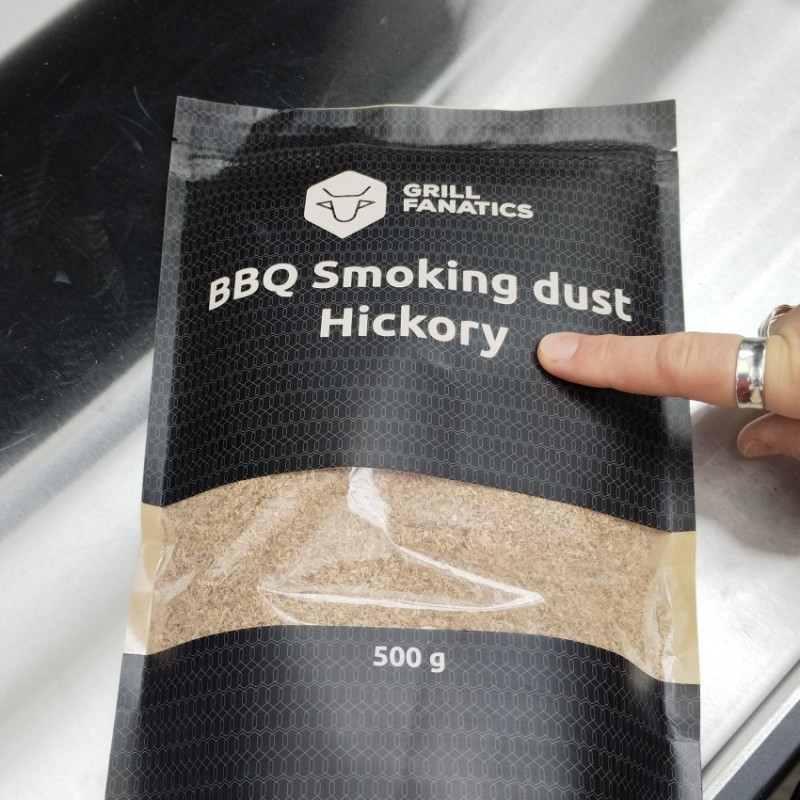 GRILL
FANATICS
BBQ Smoking dust
Hickory
500 g